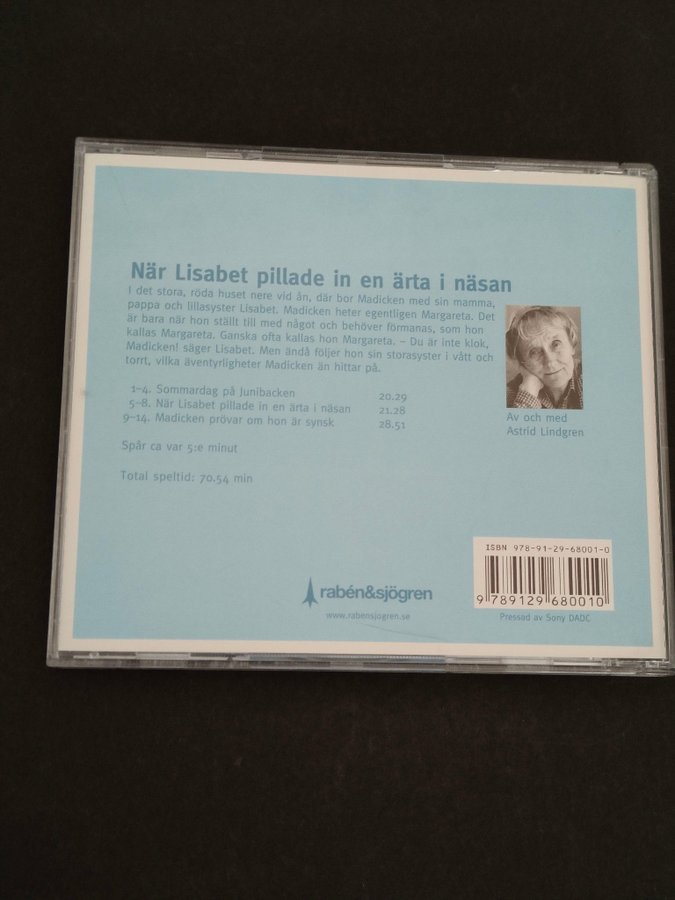 När Lisabet pillade in en ärta i näsan
I det stora, röda huset nere vid ån, där bor Madicken med sin mamma,
pappa och lillasyster Lisabet. Madicken heter egentligen Margareta. Det
är bara när hon ställt till med något och behöver förmanas, som hon
kallas Margareta. Ganska ofta kallas hon Margareta. – Du är inte klok,
Madicken! säger Lisabet. Men ändå följer hon sin storasyster i vått och
torrt, vilka äventyrligheter Madicken än hittar på.
1–4. Sommardag på Junibacken 20.29
5–8. När Lisabet pillade in en ärta i näsan 21.28
9–14. Madicken prövar om hon är synsk 28.51
Spår ca var 5:e minut
Total speltid: 70.54 min
Av och med
Astrid Lindgren
rabén&sjögren
www.rabensjogren.se
ISBN 978-91-29-68001-0
9 789129 680010
Pressad av Sony DADC